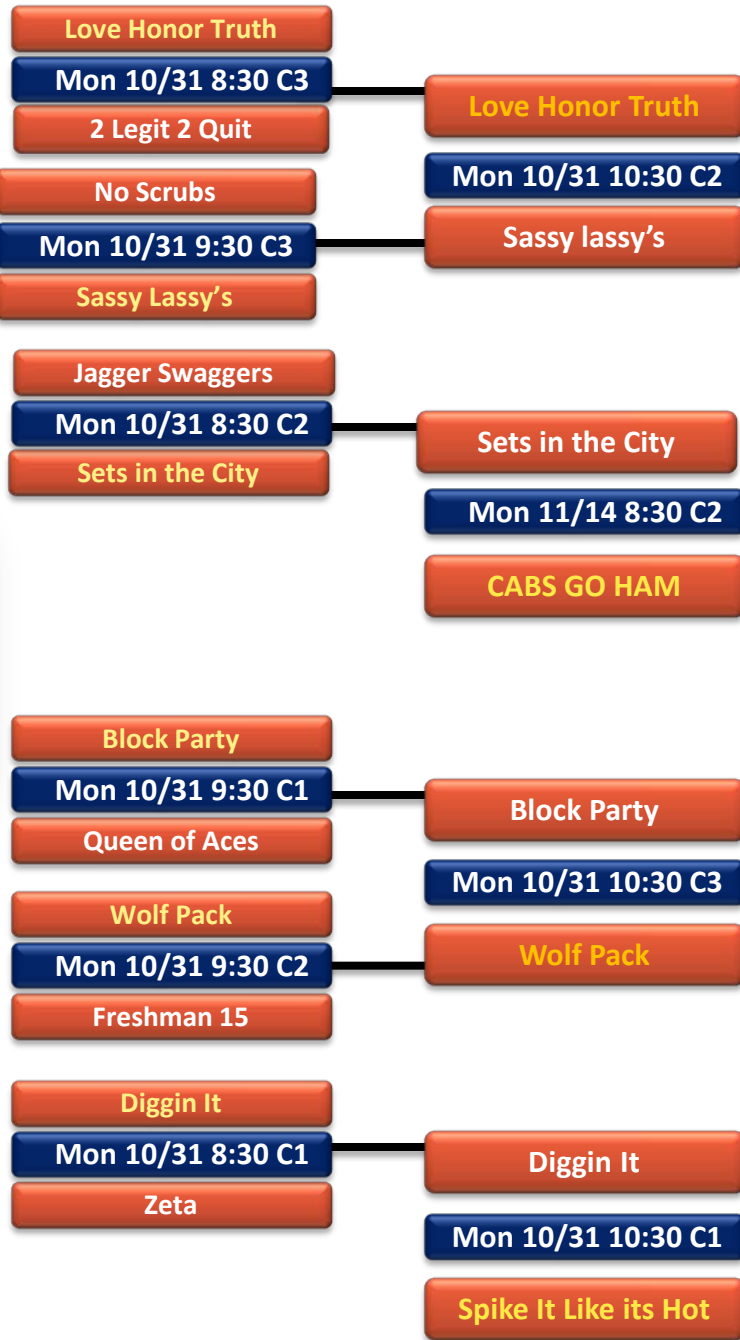 Love Honor Truth
Mon 10/31 8:30 C3
2 Legit 2 Quit
No Scrubs
Mon 10/31 9:30 C3
Sassy Lassy’s
Jagger Swaggers
Mon 10/31 8:30 C2
Sets in the City
Block Party
Mon 10/31 9:30 C1
Queen of Aces
Wolf Pack
Mon 10/31 9:30 C2
Freshman 15
Diggin It
Mon 10/31 8:30 C1
Zeta
Love Honor Truth
Mon 10/31 10:30 C2
Sassy lassy’s
Sets in the City
Mon 11/14 8:30 C2
CABS GO HAM
Block Party
Mon 10/31 10:30 C3
Wolf Pack
Diggin It
Mon 10/31 10:30 C1
Spike It Like its Hot